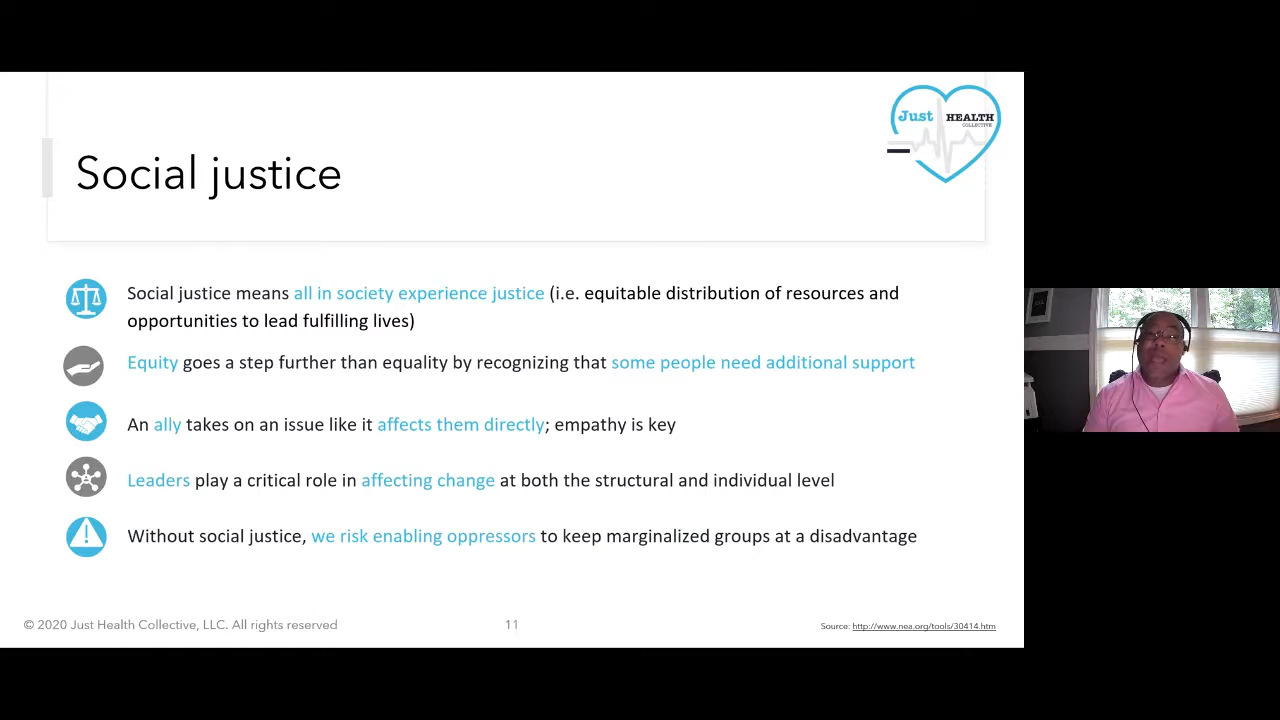 Just HEALTH
COLLECTIVE
Social justice
Social justice means all in society experience justice (i.e. equitable distribution of resources and
opportunities to lead fulfilling lives)
Equity goes a step further than equality by recognizing that some people need additional support
An ally takes on an issue like it affects them directly; empathy is key
Leaders play a critical role in affecting change at both the structural and individual level
Without social justice, we risk enabling oppressors to keep marginalized groups at a disadvantage
© 2020 Just Health Collective, LLC. All rights reserved
11
Source: http://www.nea.org/tools/30414.htm